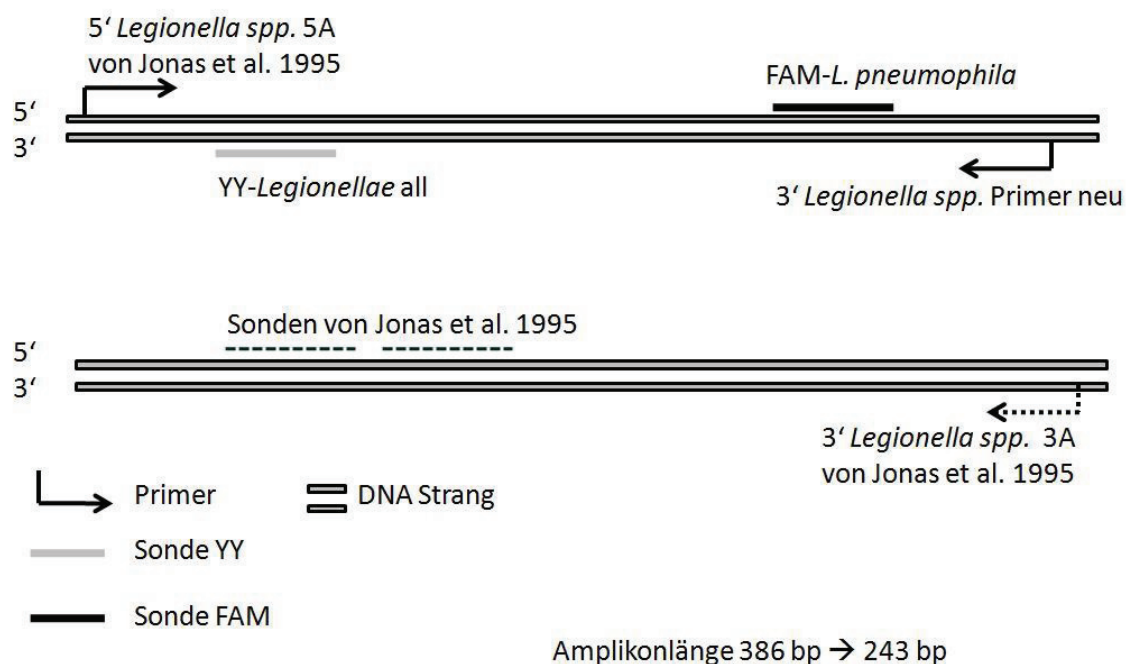 5‘ Legionella spp. 5A
von Jonas et al. 1995
FAM-L. pneumophila
5‘
3‘
YY-Legionellae all
3‘ Legionella spp. Primer neu
Sonden von Jonas et al. 1995
5‘
3‘
3‘ Legionella spp. 3A
von Jonas et al. 1995
Primer
DNA Strang
Sonde YY
Sonde FAM
Amplikonlänge 386 bp → 243 bp